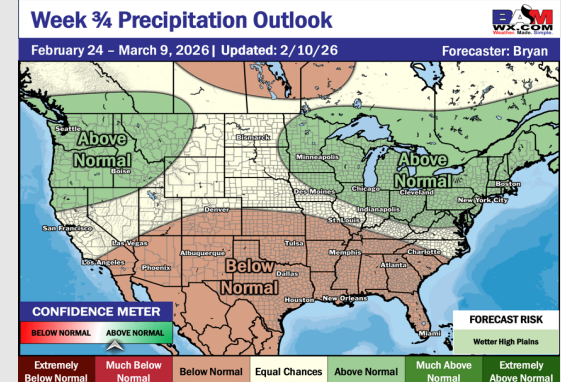 Week ¾ Precipitation Outlook
BAM
WX.COM
Weather Made Simple.
February 24 – March 9, 2026 | Updated: 2/10/26
Forecaster: Bryan
Seattle
Above
Normal
Boise
Bismarck
Minneapolis
Above
Normal
Boston
Des Moines
Chicago
Cleveland
New York City
Denver
Indianapolis
St. Louis
San Francisco
Las Vegas
Los Angeles
Phoenix
Albuquerque
Tulsa
Memphis
Charlotte
Atlanta
Below
Normal
Dallas
Houston
New Orleans
Miami
CONFIDENCE METER
BELOW NORMAL
ABOVE NORMAL
FORECAST RISK
Wetter High Plains
Extremely
Below Normal
Much Below
Normal
Below Normal
Equal Chances
Above Normal
Much Above
Normal
Extremely
Above Normal